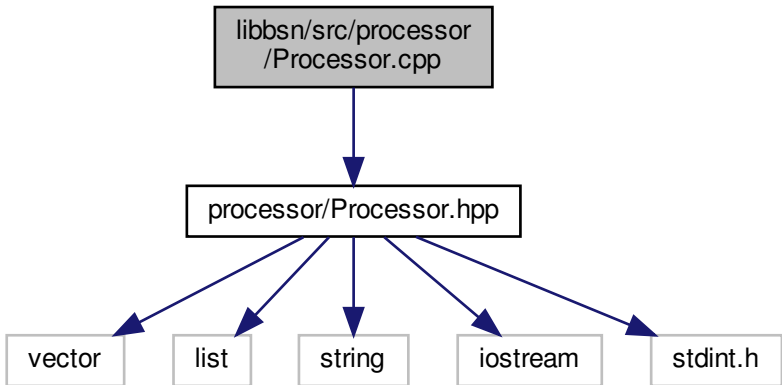 libbsn/src/processor
/Processor.cpp
processor/Processor.hpp
vector
list
string
iostream
stdint.h